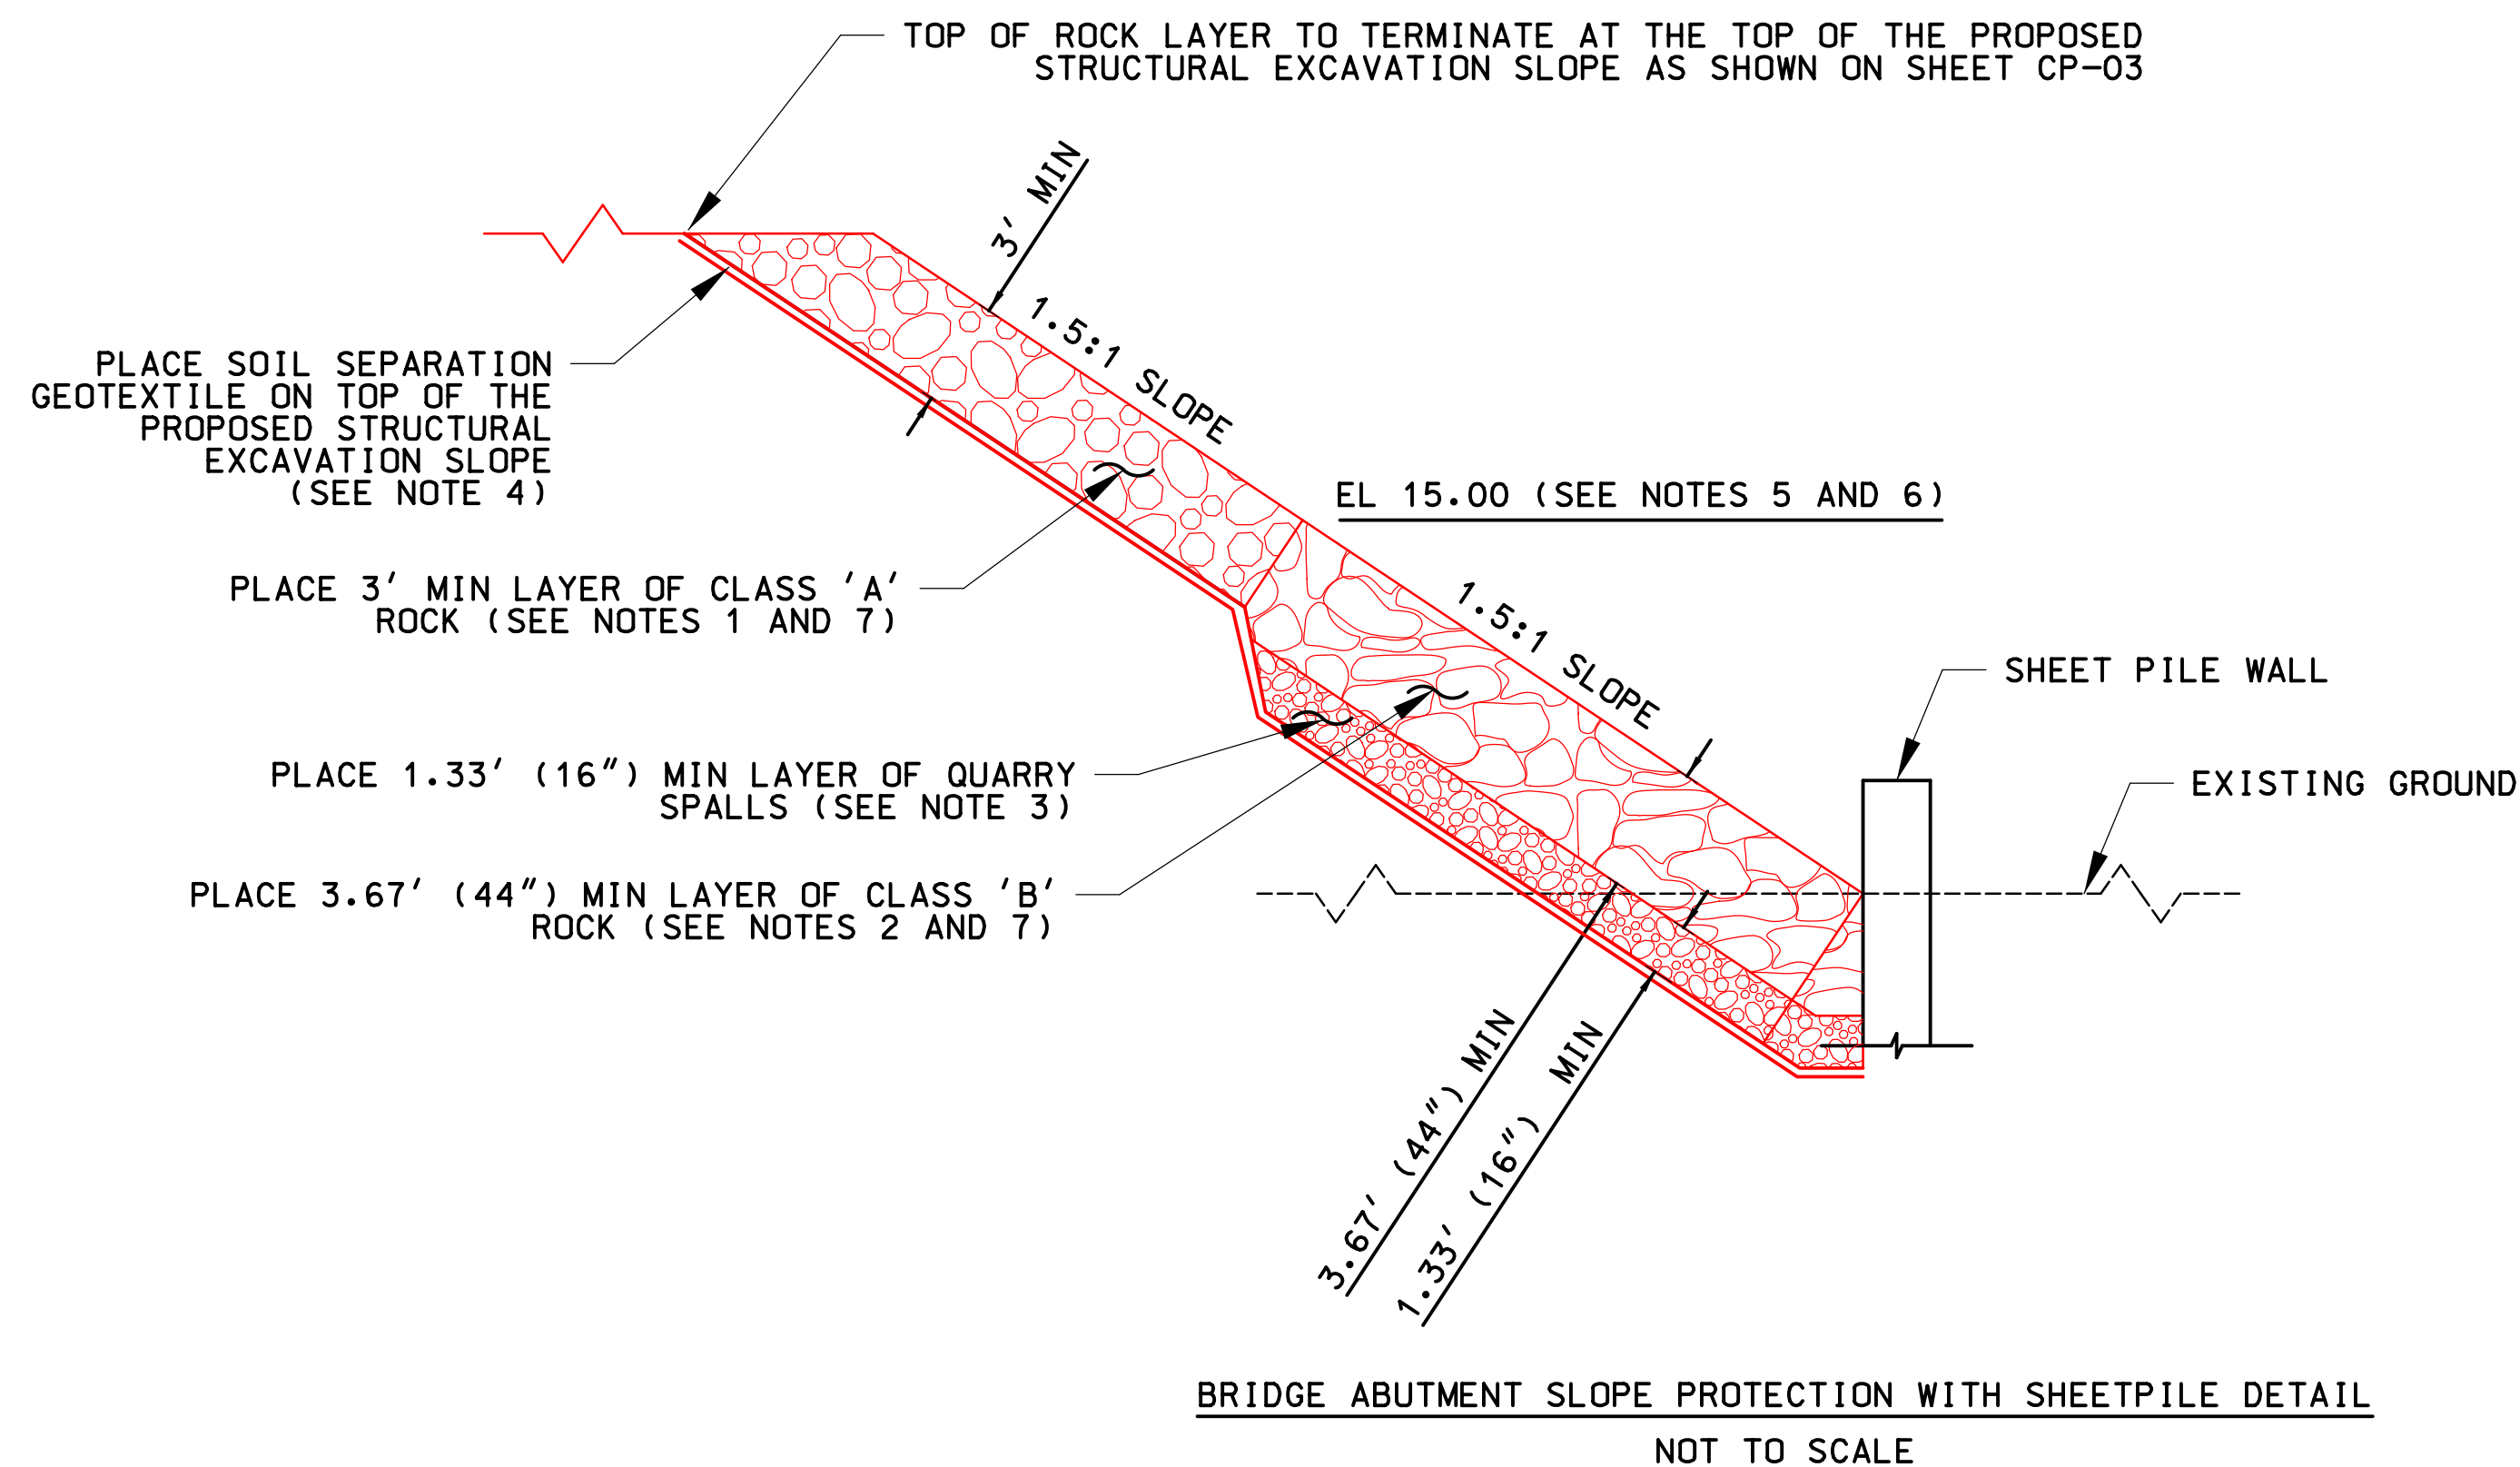 TOP OF ROCK LAYER TO TERMINATE AT THE TOP OF THE PROPOSED
STRUCTURAL EXCAVATION SLOPE AS SHOWN ON SHEET CP-03
3' MIN
1.5:1 SLOPE
PLACE SOIL SEPARATION
GEOTEXTILE ON TOP OF THE
PROPOSED STRUCTURAL
EXCAVATION SLOPE
(SEE NOTE 4)
EL 15.00 (SEE NOTES 5 AND 6)
PLACE 3' MIN LAYER OF CLASS 'A'
ROCK (SEE NOTES 1 AND 7)
1.5:1 SLOPE
SHEET PILE WALL
EXISTING GROUND
PLACE 1.33' (16") MIN LAYER OF QUARRY
SPALLS (SEE NOTE 3)
PLACE 3.67' (44") MIN LAYER OF CLASS 'B'
ROCK (SEE NOTES 2 AND 7)
3.67' (44") MIN
1.33' (16") MIN
BRIDGE ABUTMENT SLOPE PROTECTION WITH SHEETPILE DETAIL
NOT TO SCALE